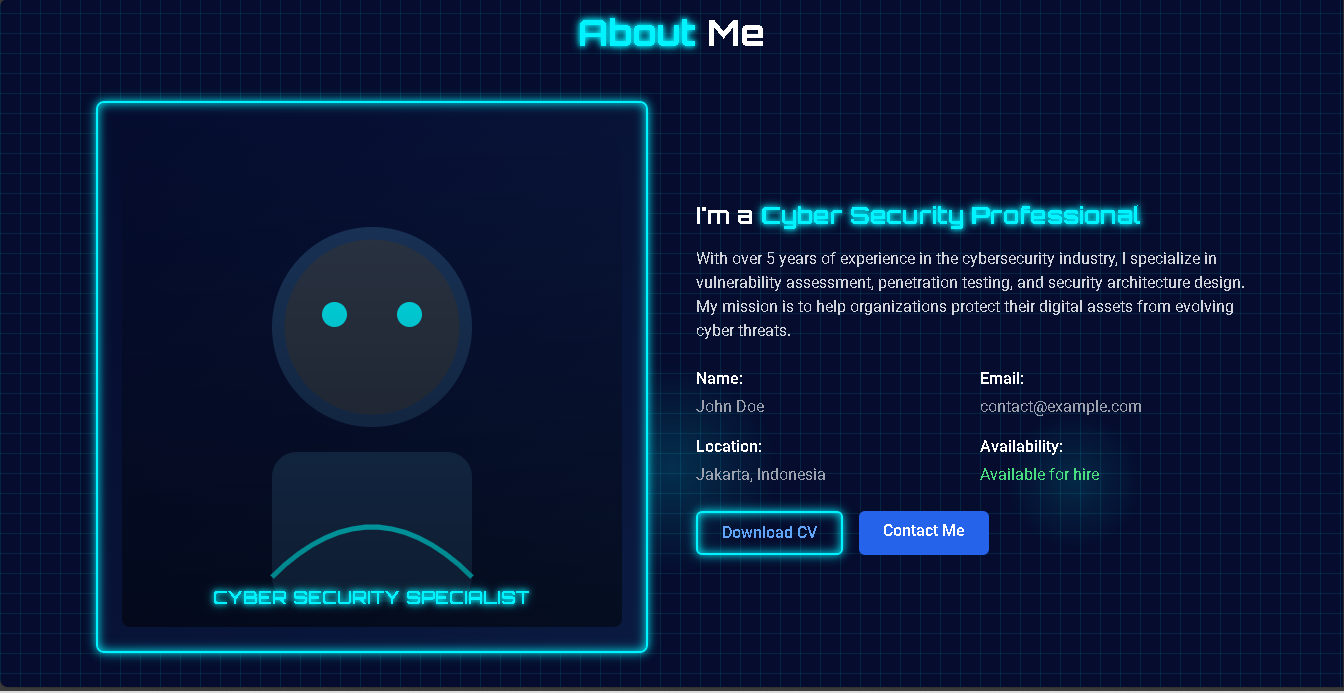 About Me
I'm a Cyber Security Professional
With over 5 years of experience in the cybersecurity industry, I specialize in
vulnerability assessment, penetration testing, and security architecture design.
My mission is to help organizations protect their digital assets from evolving
cyber threats.
Name:
John Doe
Email:
contact@example.com
Location:
Jakarta, Indonesia
Availability:
Available for hire
Download CV
Contact Me
CYBER SECURITY SPECIALIST